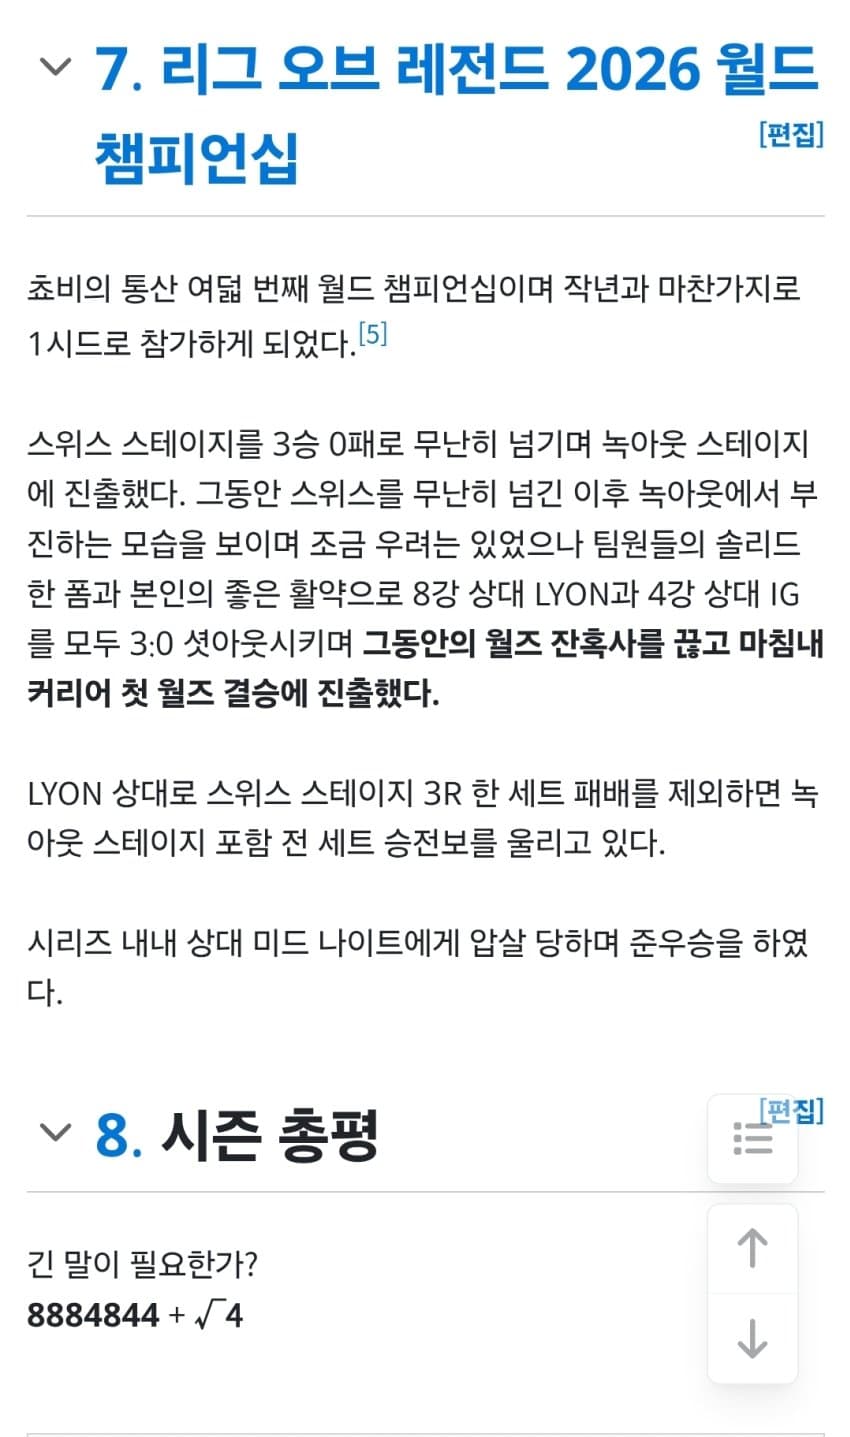 7. 리그 오브 레전드 2026 월드
챔피언십
[편집]
쵸비의 통산 여덟 번째 월드 챔피언십이며 작년과 마찬가지로
1시드로 참가하게 되었다.[5]
스위스 스테이지를 3승 0패로 무난히 넘기며 녹아웃 스테이지
에 진출했다. 그동안 스위스를 무난히 넘긴 이후 녹아웃에서 부
진하는 모습을 보이며 조금 우려는 있었으나 팀원들의 솔리드
한 폼과 본인의 좋은 활약으로 8강 상대 LYON과 4강 상대 IG
를 모두 3:0 셧아웃시키며 그동안의 월즈 잔혹사를 끊고 마침내
커리어 첫 월즈 결승에 진출했다.
LYON 상대로 스위스 스테이지 3R 한 세트 패배를 제외하면 녹
아웃 스테이지 포함 전 세트 승전보를 울리고 있다.
시리즈 내내 상대 미드 나이트에게 압살 당하며 준우승을 하였
다.
8. 시즌 총평
[편집]
긴 말이 필요한가?
8884844 + √4